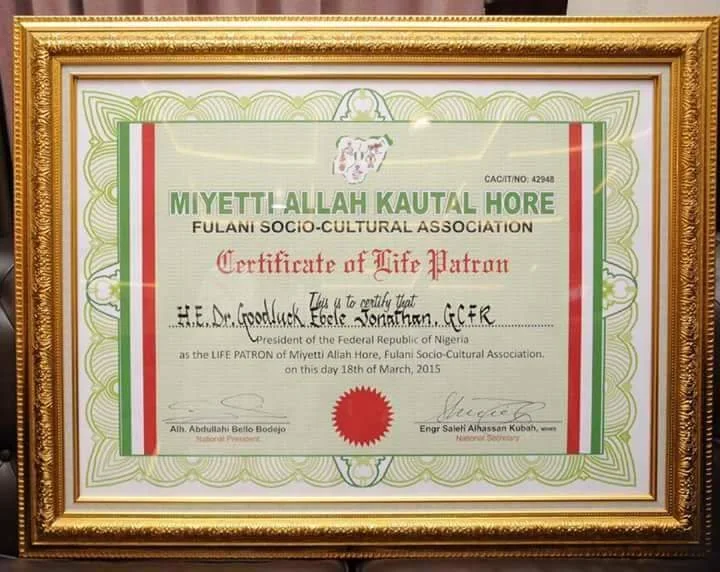 CAC/IT/NO: 42948
MIYETTI ALLAH KAUTAL HORE
FULANI SOCIO-CULTURAL ASSOCIATION
Certificate of Life Patron
This is to certify that
H.E. Dr. Goodluck Ebele Jonathan, GCFR
President of the Federal Republic of Nigeria
as the LIFE PATRON of Miyetti Allah Hore, Fulani Socio-Cultural Association.
on this day 18th of March, 2015
Alh. Abdullahi Bello Bodejo
National President.
Engr Saleh Alhassan Kubah,
National Secretary